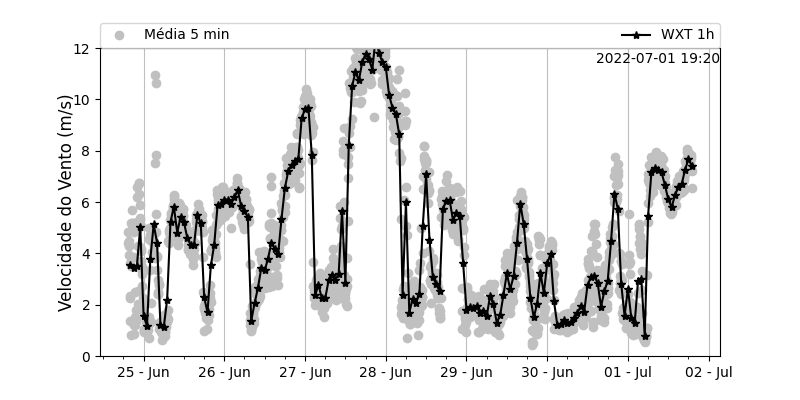 Média 5 min
WXT 1h
2022-07-01 19:20
Velocidade do Vento (m/s)
12
10
8
6
4
2
0
25 - Jun
26 - Jun
27 - Jun
28 - Jun
29 - Jun
30 - Jun
01 - Jul
02 - Jul